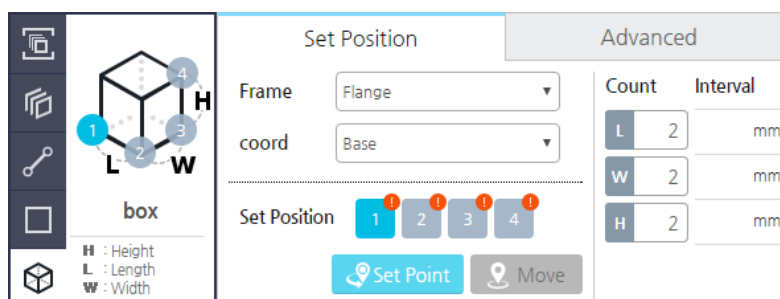 Set Position
Advanced
4
H
1
3
2
L
W
box
H : Height
L : Length
W : Width
Frame
Flange
coord
Base
Set Position
1 ! 2 ! 3 ! 4 !
Set Point
Move
Count Interval
L 2 mm
W 2 mm
H 2 mm